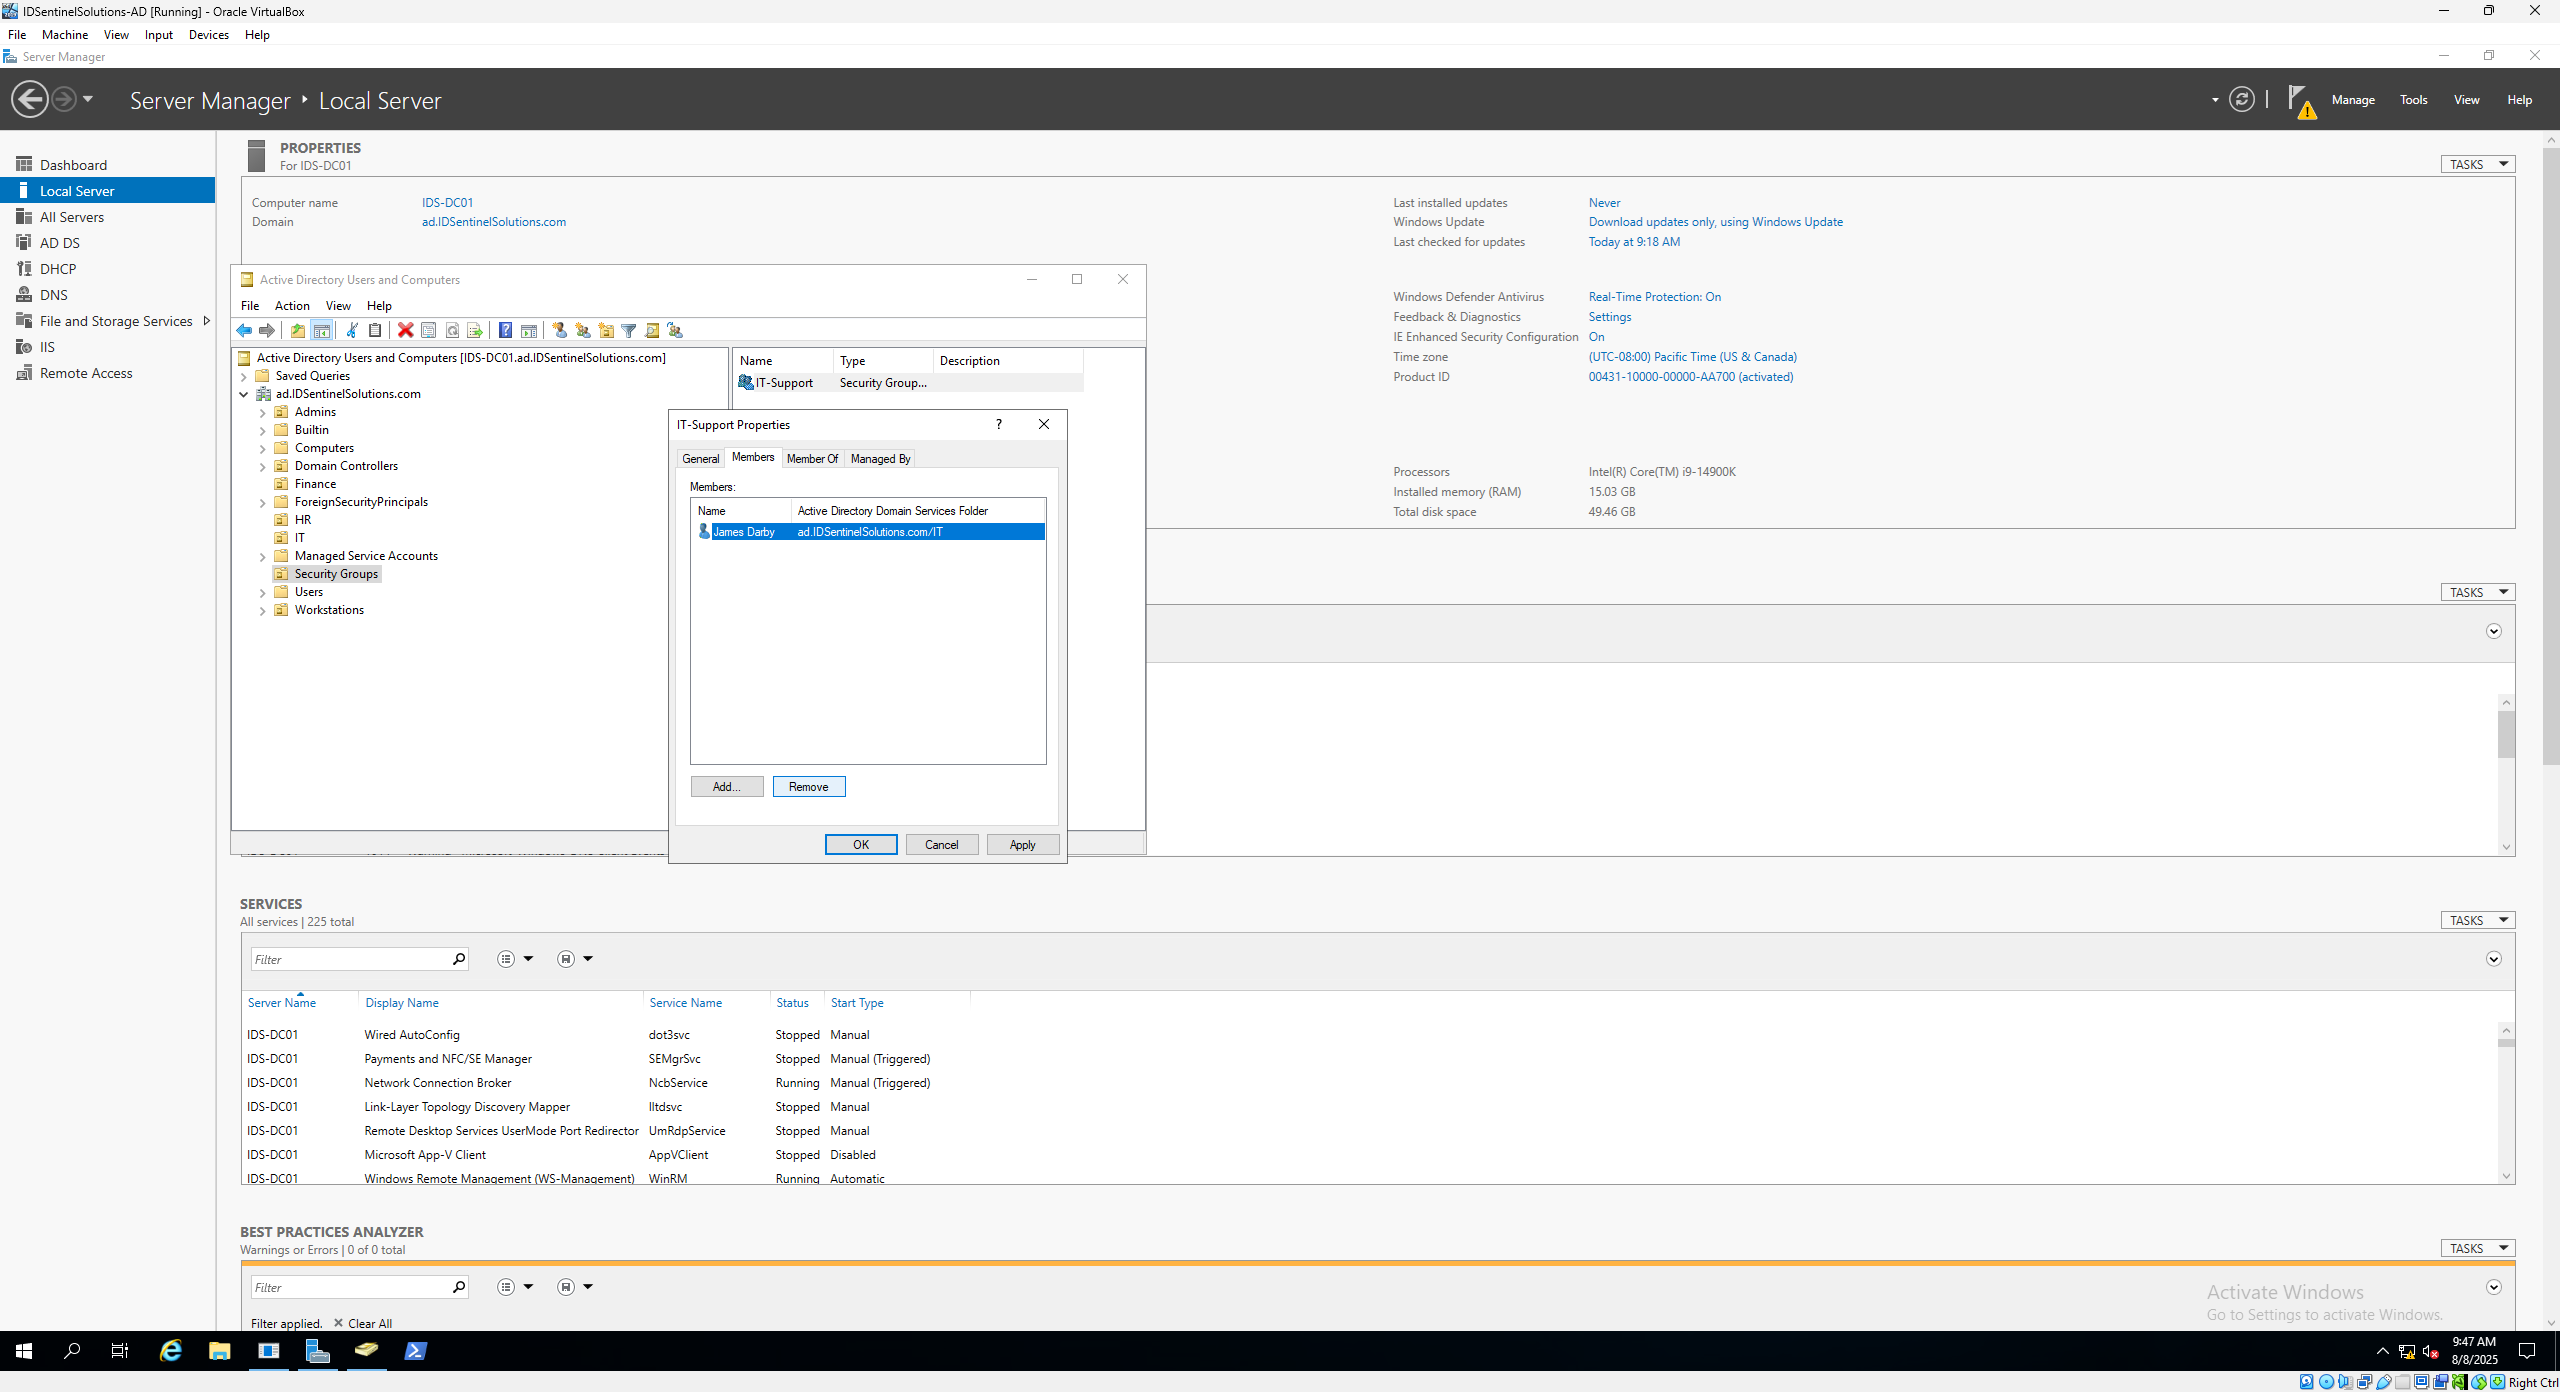 IDSentinelSolutions-AD [Running] - Oracle VirtualBox
File Machine View Input Devices Help
Server Manager
Server Manager ‣ Local Server
Manage Tools View Help
Dashboard
Local Server
All Servers
AD DS
DHCP
DNS
File and Storage Services
IIS
Remote Access
PROPERTIES
For IDS-DC01
TASKS
Computer name IDS-DC01
Domain ad.IDSentinelSolutions.com
Last installed updates Never
Windows Update Download updates only, using Windows Update
Last checked for updates Today at 9:18 AM
Windows Defender Antivirus Real-Time Protection: On
Feedback & Diagnostics Settings
IE Enhanced Security Configuration On
Time zone (UTC-08:00) Pacific Time (US & Canada)
Product ID 00431-10000-00000-AA700 (activated)
Processors Intel(R) Core(TM) i9-14900K
Installed memory (RAM) 15.03 GB
Total disk space 49.46 GB
Active Directory Users and Computers
File Action View Help
Active Directory Users and Computers [IDS-DC01.ad.IDSentinelSolutions.com]
Saved Queries
ad.IDSentinelSolutions.com
Admins
Builtin
Computers
Domain Controllers
Finance
ForeignSecurityPrincipals
HR
IT
Managed Service Accounts
Security Groups
Users
Workstations
Name Type Description
IT-Support Security Group...
IT-Support Properties ?
General Members Member Of Managed By
Members:
Name Active Directory Domain Services Folder
James Darby ad.IDSentinelSolutions.com/IT
Add... Remove
OK Cancel Apply
TASKS
SERVICES
All services | 225 total
TASKS
Filter
Server Name Display Name Service Name Status Start Type
IDS-DC01 Wired AutoConfig dot3svc Stopped Manual
IDS-DC01 Payments and NFC/SE Manager SEMgrSvc Stopped Manual (Triggered)
IDS-DC01 Network Connection Broker NcbService Running Manual (Triggered)
IDS-DC01 Link-Layer Topology Discovery Mapper lltdsvc Stopped Manual
IDS-DC01 Remote Desktop Services UserMode Port Redirector UmRdpService Stopped Manual
IDS-DC01 Microsoft App-V Client AppVClient Stopped Disabled
IDS-DC01 Windows Remote Management (WS-Management) WinRM Running Automatic
BEST PRACTICES ANALYZER
Warnings or Errors | 0 of 0 total
TASKS
Filter
Filter applied. ✕ Clear All
Activate Windows
Go to Settings to activate Windows.
9:47 AM
8/8/2025
Right Ctrl